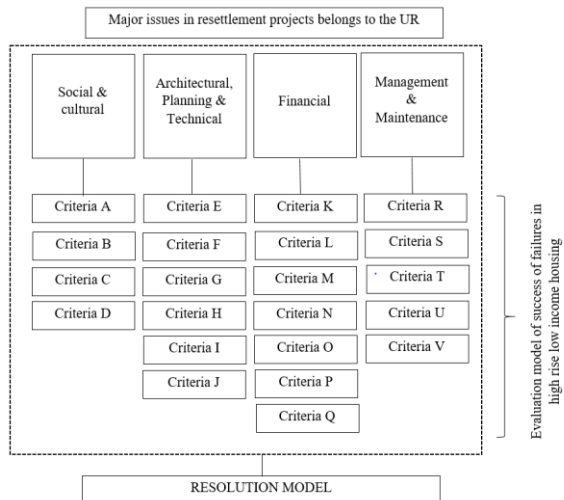 Major issues in resettlement projects belongs to the UR
Social &
cultural
Architectural,
Planning &
Technical
Financial
Management
&
Maintenance
Criteria A
Criteria B
Criteria C
Criteria D
Criteria E
Criteria F
Criteria G
Criteria H
Criteria I
Criteria J
Criteria K
Criteria L
Criteria M
Criteria N
Criteria O
Criteria P
Criteria Q
Criteria R
Criteria S
Criteria T
Criteria U
Criteria V
Evaluation model of success of failures in
high rise low income housing
RESOLUTION MODEL